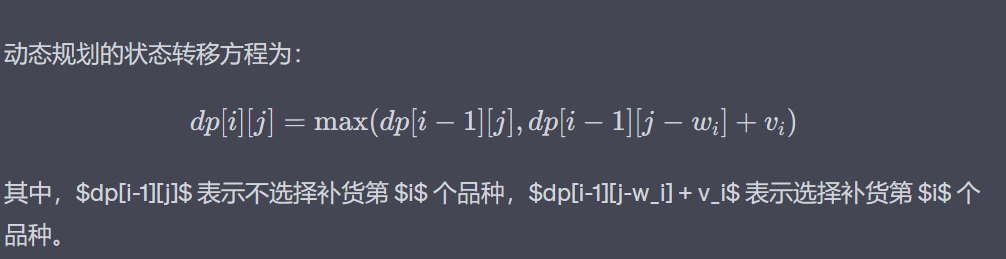 动态规划的状态转移方程为：
dp[i][j] = max(dp[i − 1][j], dp[i − 1][j − wᵢ] + vᵢ)
其中，$dp[i-1][j]$ 表示不选择补货第 $i$ 个品种，$dp[i-1][j-w_i] + v_i$ 表示选择补货第 $i$ 个
品种。